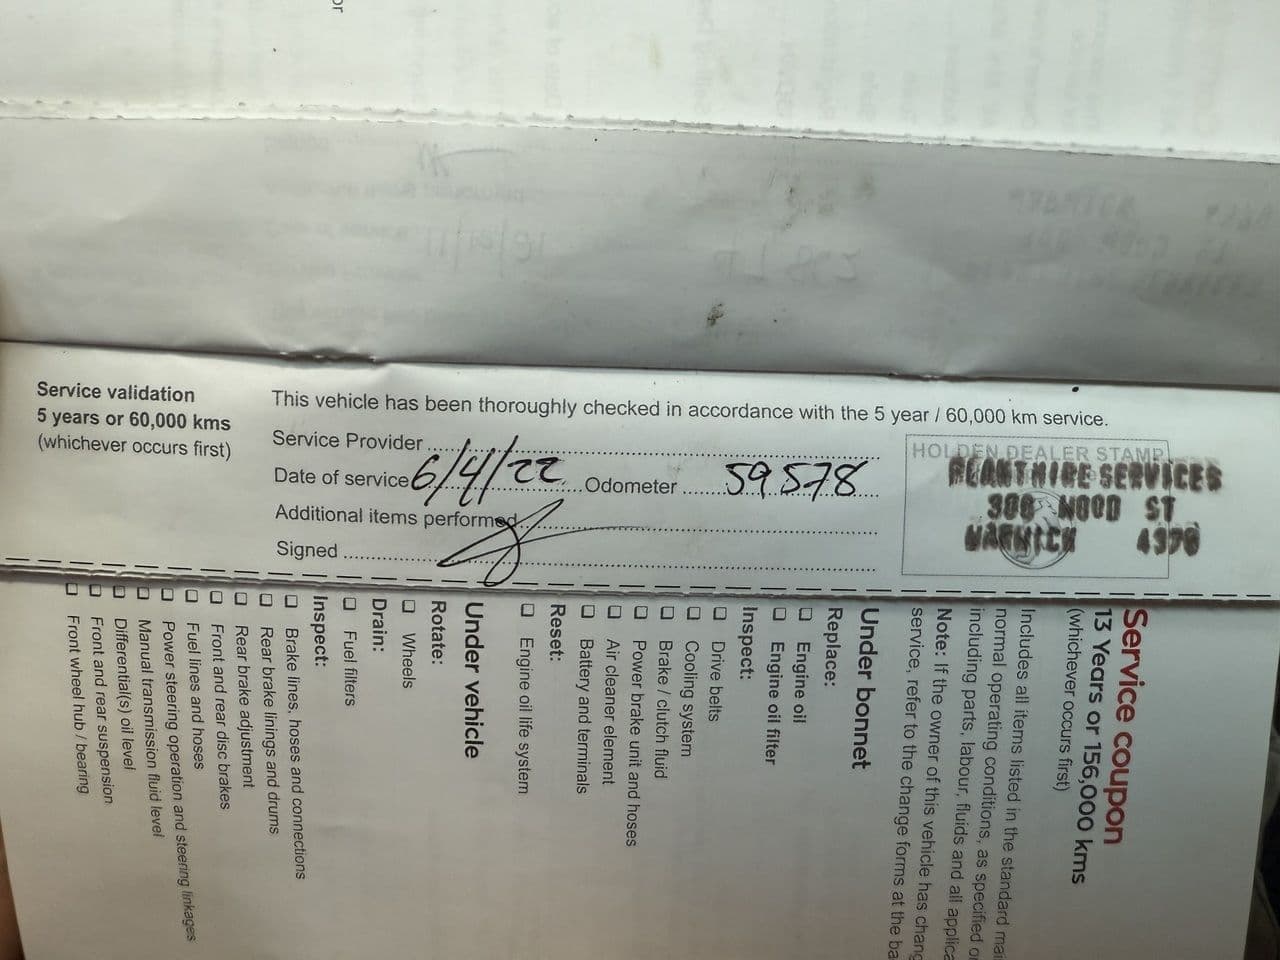 or
Service validation
5 years or 60,000 kms
(whichever occurs first)
This vehicle has been thoroughly checked in accordance with the 5 year / 60,000 km service.
Service Provider
Date of service 6/4/22 Odometer 59578
Additional items performed
Signed
HOLDEN DEALER STAMP
HIRE SERVICES
WOOD ST
WARWICK 4370
Service coupon
13 Years or 156,000 kms
(whichever occurs first)
Includes all items listed in the standard mai
normal operating conditions, as specified o
including parts, labour, fluids and all applica
Note: If the owner of this vehicle has chang
service, refer to the change forms at the ba
Under bonnet
Replace:
Engine oil
Engine oil filter
Inspect:
Drive belts
Cooling system
Brake / clutch fluid
Power brake unit and hoses
Air cleaner element
Battery and terminals
Reset:
Engine oil life system
Under vehicle
Rotate:
Wheels
Drain:
Fuel filters
Inspect:
Brake lines, hoses and connections
Rear brake linings and drums
Rear brake adjustment
Front and rear disc brakes
Fuel lines and hoses
Power steering operation and steering linkages
Manual transmission fluid level
Differential(s) oil level
Front and rear suspension
Front wheel hub / bearing